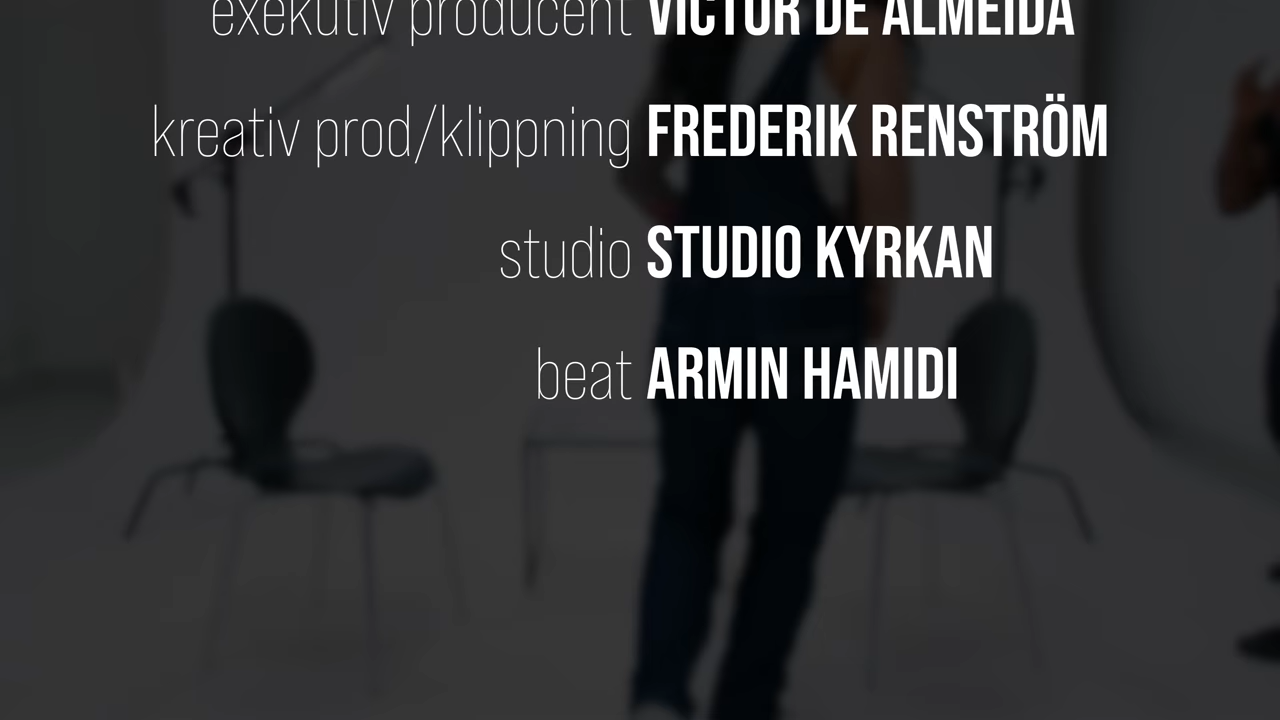 exekutiv producent VICTOR DE ALMEIDA
kreativ prod/klippning FREDERIK RENSTRÖM
studio STUDIO KYRKAN
beat ARMIN HAMIDI